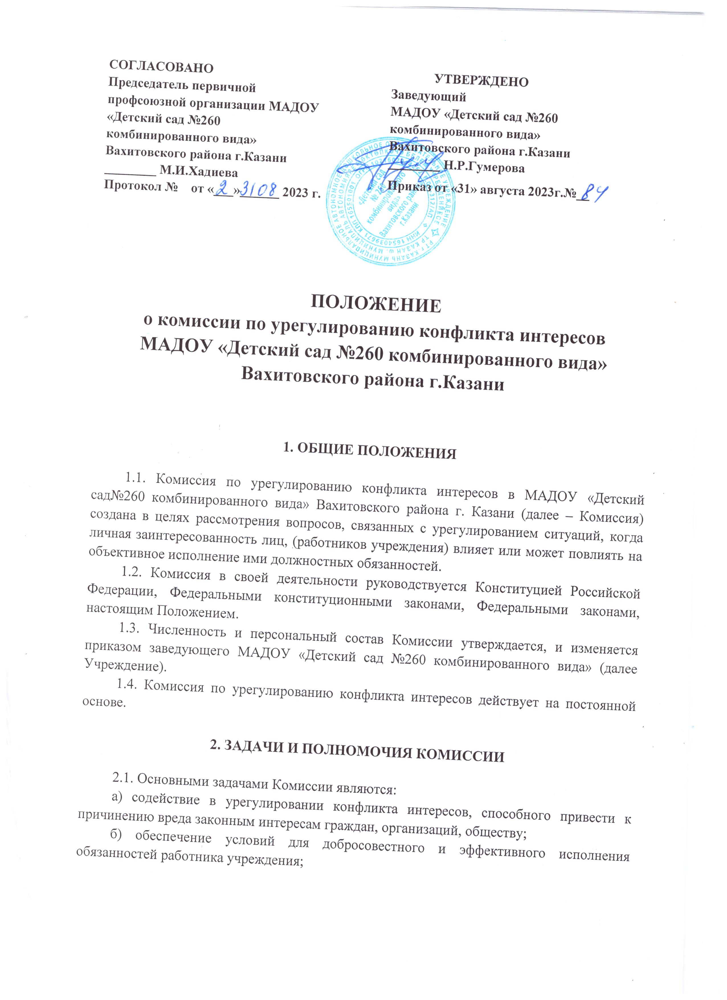 СОГЛАСОВАНО
Председатель первичной
профсоюзной организации МАДОУ
«Детский сад №260
комбинированного вида»
Вахитовского района г.Казани
________ М.И.Хадиева
Протокол № от «2» 3108 2023 г.
УТВЕРЖДЕНО
Заведующий
МАДОУ «Детский сад №260
комбинированного вида»
Вахитовского района г.Казани
________ Н.Р.Гумерова
Приказ от «31» августа 2023г.№ 84
«Детский сад
№ 260
комбинированного
вида»
Вахитовского района
г.Казани
ИНН 1654039671 КПП 165501001
ПОЛОЖЕНИЕ
о комиссии по урегулированию конфликта интересов
МАДОУ «Детский сад №260 комбинированного вида»
Вахитовского района г.Казани
1. ОБЩИЕ ПОЛОЖЕНИЯ
1.1. Комиссия по урегулированию конфликта интересов в МАДОУ «Детский
сад№260 комбинированного вида» Вахитовского района г. Казани (далее – Комиссия)
создана в целях рассмотрения вопросов, связанных с урегулированием ситуаций, когда
личная заинтересованность лиц, (работников учреждения) влияет или может повлиять на
объективное исполнение ими должностных обязанностей.
1.2. Комиссия в своей деятельности руководствуется Конституцией Российской
Федерации, Федеральными конституционными законами, Федеральными законами,
настоящим Положением.
1.3. Численность и персональный состав Комиссии утверждается, и изменяется
приказом заведующего МАДОУ «Детский сад №260 комбинированного вида» (далее
Учреждение).
1.4. Комиссия по урегулированию конфликта интересов действует на постоянной
основе.
2. ЗАДАЧИ И ПОЛНОМОЧИЯ КОМИССИИ
2.1. Основными задачами Комиссии являются:
а) содействие в урегулировании конфликта интересов, способного привести к
причинению вреда законным интересам граждан, организаций, обществу;
б) обеспечение условий для добросовестного и эффективного исполнения
обязанностей работника учреждения;